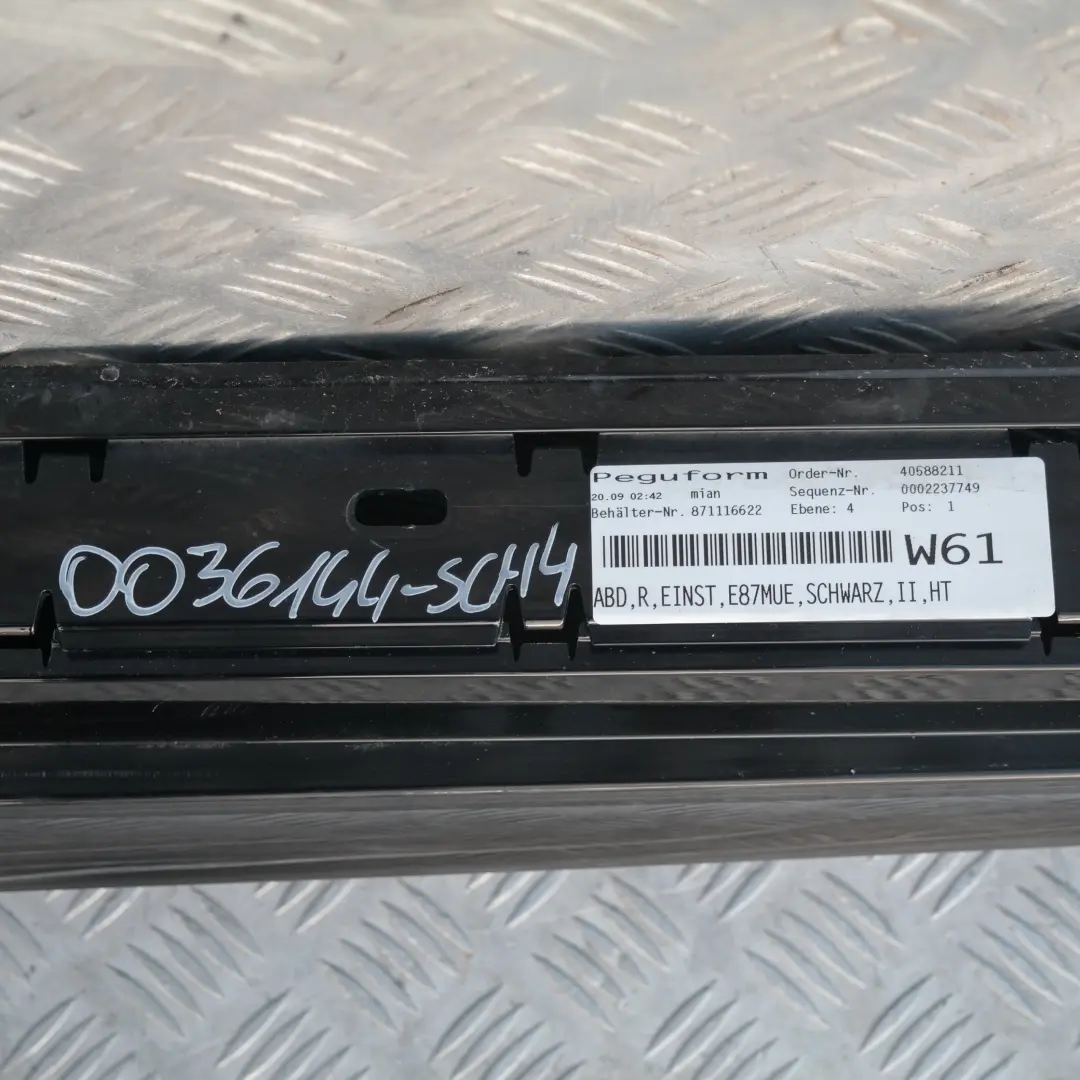 0036144-SCH4
Peguform Order-Nr. 40588211
20.09 02:42 mian Sequenz-Nr. 0002237749
Behälter-Nr. 871116622 Ebene: 4 Pos: 1
W61
ABD,R,EINST,E87MUE,SCHWARZ,II,HT